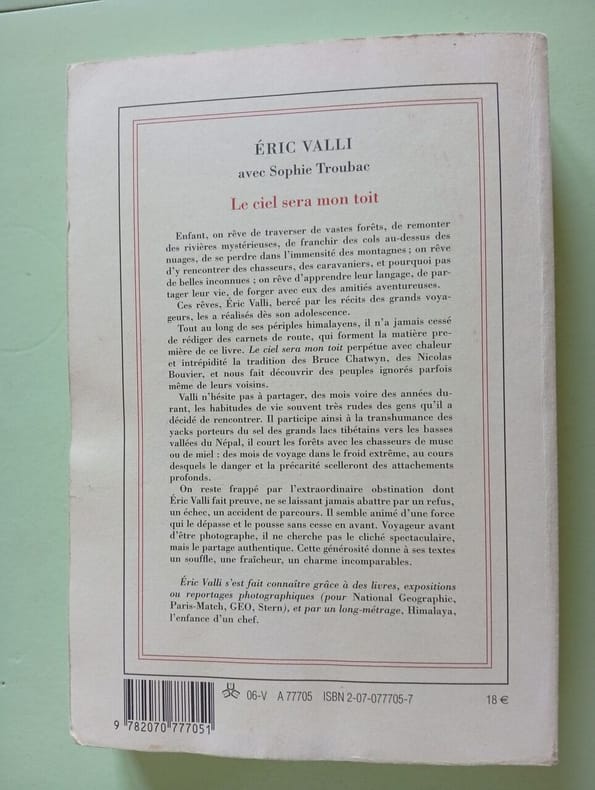 ÉRIC VALLI
avec Sophie Troubac
Le ciel sera mon toit
Enfant, on rêve de traverser de vastes forêts, de remonter
des rivières mystérieuses, de franchir des cols au-dessus des
nuages, de se perdre dans l'immensité des montagnes ; on rêve
d'y rencontrer des chasseurs, des caravaniers, et pourquoi pas
de belles inconnues ; on rêve d'apprendre leur langage, de par-
tager leur vie, de forger avec eux des amitiés aventureuses.
Ces rêves, Éric Valli, bercé par les récits des grands voya-
geurs, les a réalisés dès son adolescence.
Tout au long de ses périples himalayens, il n'a jamais cessé
de rédiger des carnets de route, qui forment la matière pre-
mière de ce livre. Le ciel sera mon toit perpétue avec chaleur
et intrépidité la tradition des Bruce Chatwyn, des Nicolas
Bouvier, et nous fait découvrir des peuples ignorés parfois
même de leurs voisins.
Valli n'hésite pas à partager, des mois voire des années du-
rant, les habitudes de vie souvent très rudes des gens qu'il a
décidé de rencontrer. Il participe ainsi à la transhumance des
yacks porteurs du sel des grands lacs tibétains vers les basses
vallées du Népal, il court les forêts avec les chasseurs de musc
ou de miel : des mois de voyage dans le froid extrême, au cours
desquels le danger et la précarité scelleront des attachements
profonds.
On reste frappé par l'extraordinaire obstination dont
Éric Valli fait preuve, ne se laissant jamais abattre par un refus,
un échec, un accident de parcours. Il semble animé d'une force
qui le dépasse et le pousse sans cesse en avant. Voyageur avant
d'être photographe, il ne cherche pas le cliché spectaculaire,
mais le partage authentique. Cette générosité donne à ses textes
un souffle, une fraîcheur, un charme incomparables.
Éric Valli s'est fait connaître grâce à des livres, expositions
ou reportages photographiques (pour National Geographic,
Paris-Match, GEO, Stern), et par un long-métrage, Himalaya,
l'enfance d'un chef.
06-V A 77705 ISBN 2-07-077705-7 18 €
9 782070 777051